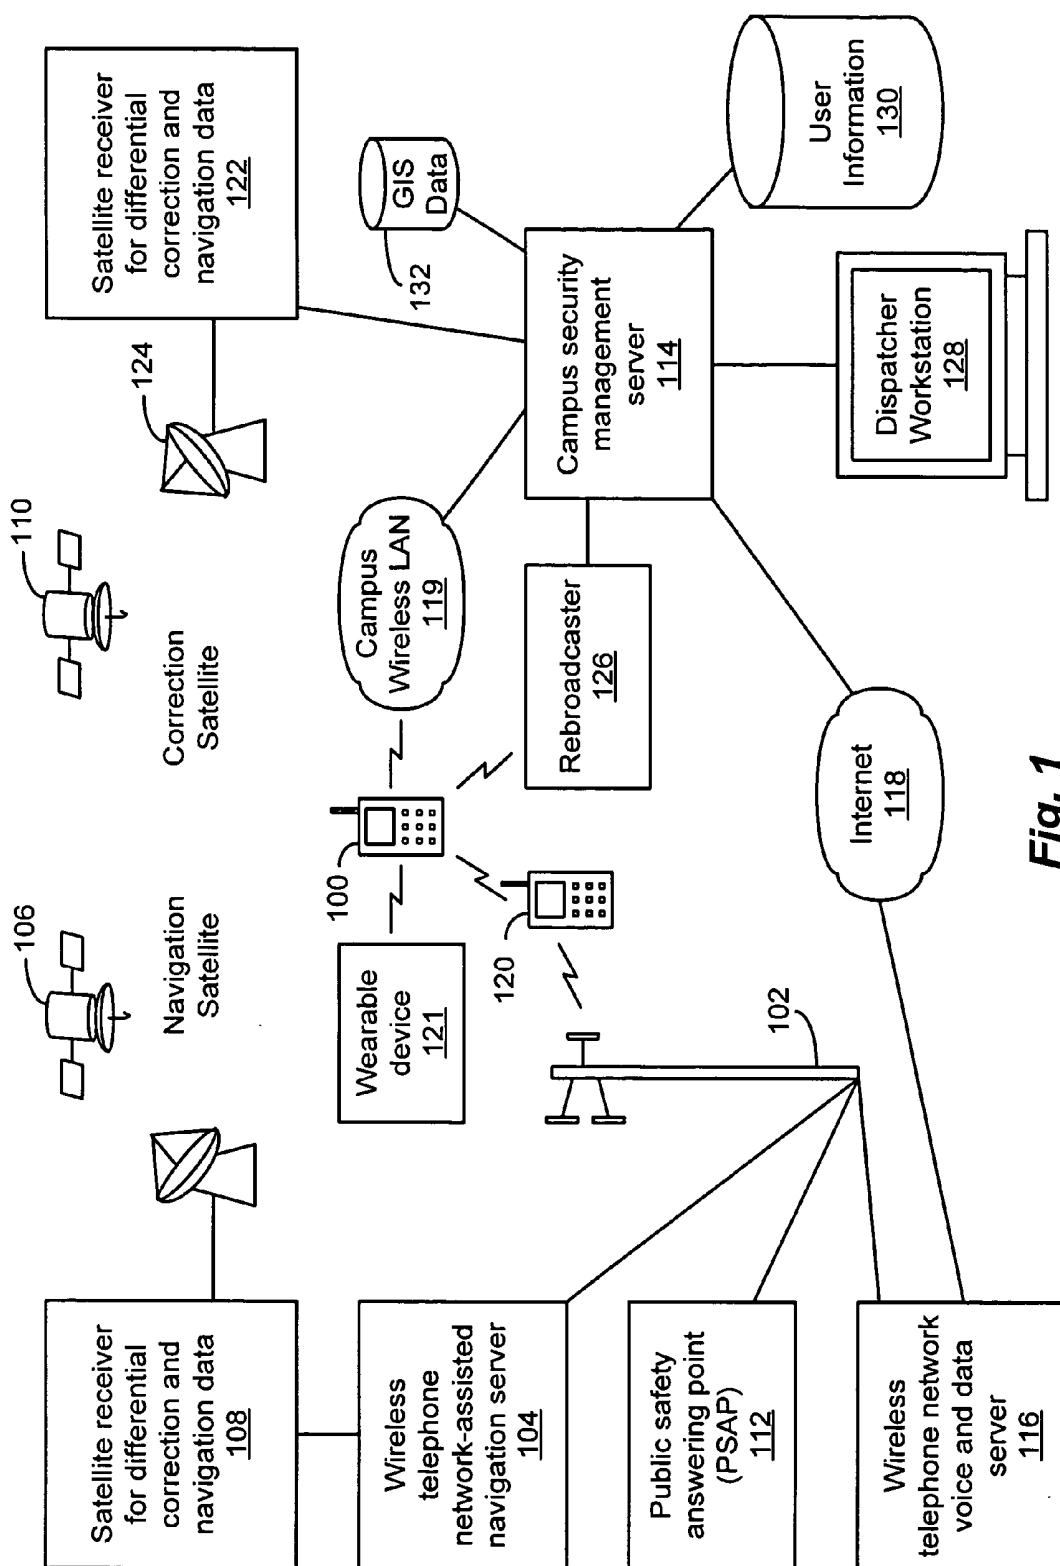 106
Navigation
Satellite
110
Correction
Satellite
Satellite receiver
for differential
correction and
navigation data
108
124
Satellite receiver
for differential
correction and
navigation data
122
Wireless
telephone
network-assisted
navigation server
104
Wearable
device
121
100
Campus
Wireless LAN
119
132
GIS
Data
120
Rebroadcaster
126
Campus security
management
server
114
Public safety
answering point
(PSAP)
112
102
User
Information
130
Wireless
telephone network
voice and data
server
116
Internet
118
Dispatcher
Workstation
128
Fig. 1